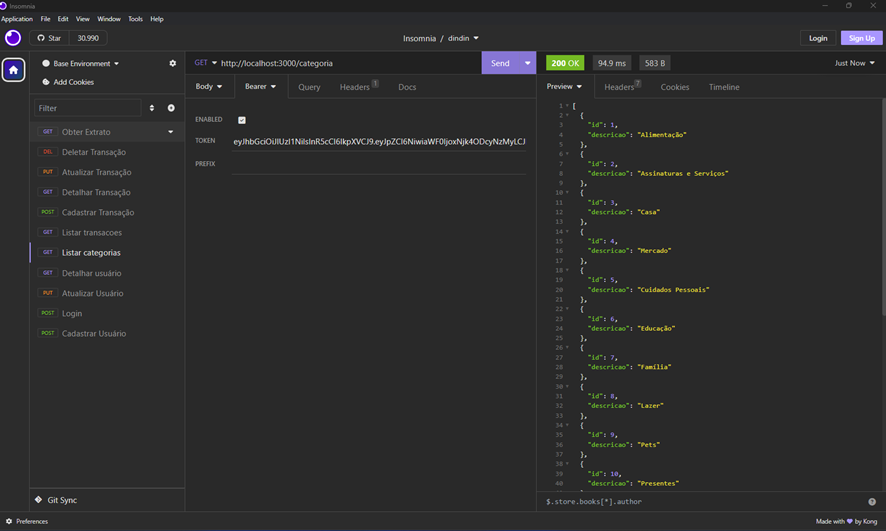 Insomnia
Application File Edit View Window Tools Help
Star 30.990
Insomnia / dindin
Login Sign Up
Base Environment
Add Cookies
Filter
GET Obter Extrato
DEL Deletar Transação
PUT Atualizar Transação
GET Detalhar Transação
POST Cadastrar Transação
GET Listar transacoes
GET Listar categorias
GET Detalhar usuário
PUT Atualizar Usuário
POST Login
POST Cadastrar Usuário
Git Sync
Preferences
GET http://localhost:3000/categoria Send
Body Bearer Query Headers 1 Docs
ENABLED
TOKEN
PREFIX
200 OK 94.9 ms 583 B Just Now
Preview Headers 7 Cookies Timeline
1 [
2 {
3 "id": 1,
4 "descricao": "Alimentação"
5 },
6 {
7 "id": 2,
8 "descricao": "Assinaturas e Serviços"
9 },
10 {
11 "id": 3,
12 "descricao": "Casa"
13 },
14 {
15 "id": 4,
16 "descricao": "Mercado"
17 },
18 {
19 "id": 5,
20 "descricao": "Cuidados Pessoais"
21 },
22 {
23 "id": 6,
24 "descricao": "Educação"
25 },
26 {
27 "id": 7,
28 "descricao": "Família"
29 },
30 {
31 "id": 8,
32 "descricao": "Lazer"
33 },
34 {
35 "id": 9,
36 "descricao": "Pets"
37 },
38 {
39 "id": 10,
40 "descricao": "Presentes"
$.store.books[*].author
Made with by Kong